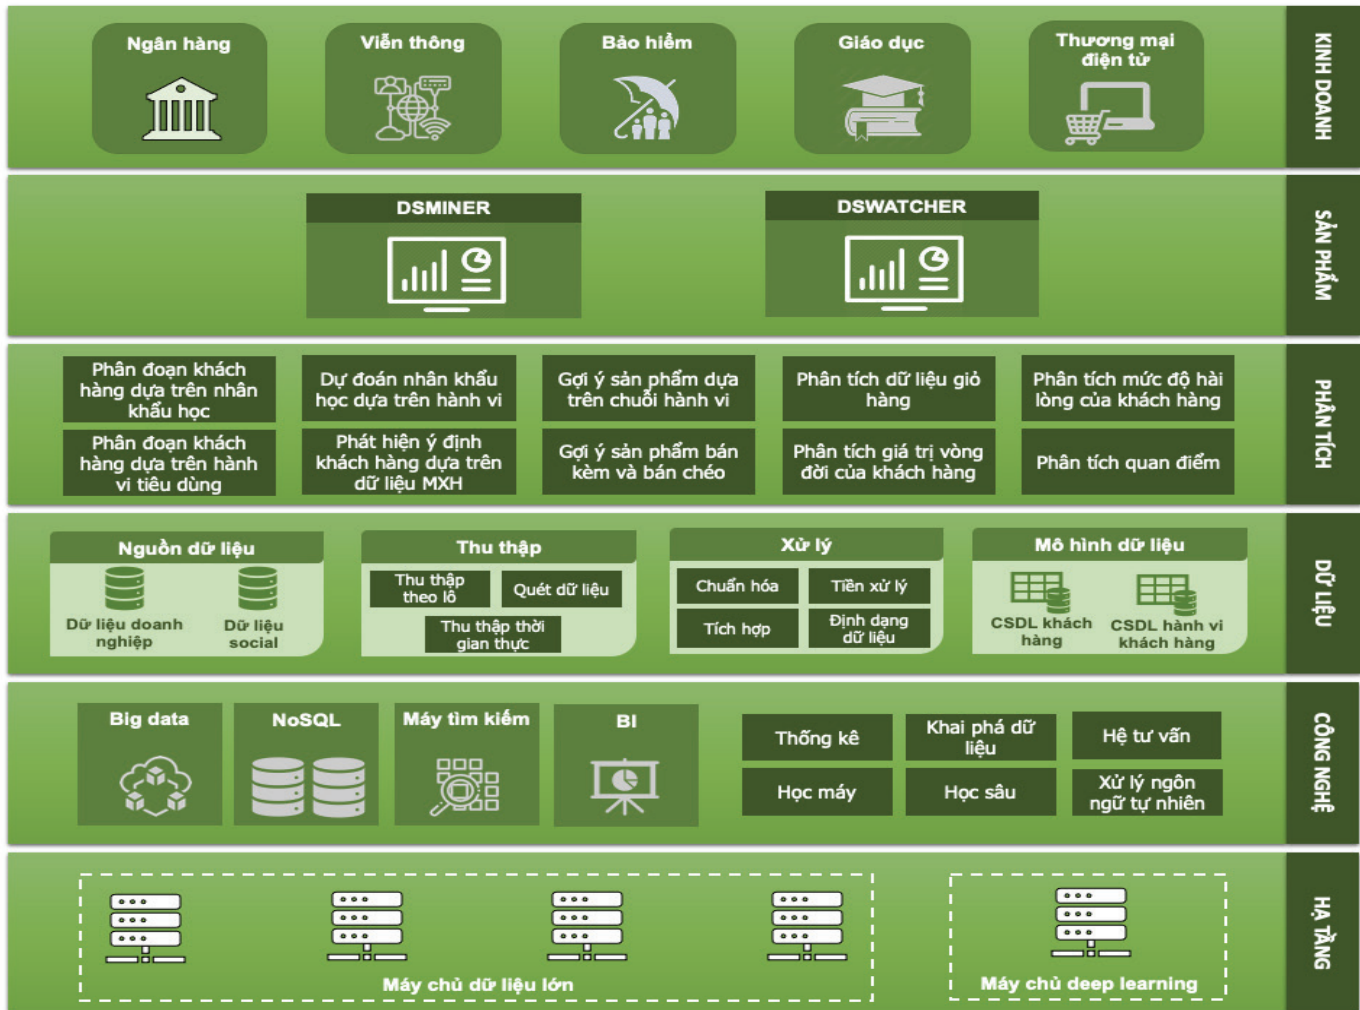 Ngân hàng
Viễn thông
Bảo hiểm
Giáo dục
Thương mại
điện tử
KINH DOANH
DSMINER
DSWATCHER
SẢN PHẨM
Phân đoạn khách
hàng dựa trên nhân
khẩu học
Dự đoán nhân khẩu
học dựa trên hành vi
Gợi ý sản phẩm dựa
trên chuỗi hành vi
Phân tích dữ liệu giỏ
hàng
Phân tích mức độ hài
lòng của khách hàng
Phân đoạn khách
hàng dựa trên hành
vi tiêu dùng
Phát hiện ý định
khách hàng dựa trên
dữ liệu MXH
Gợi ý sản phẩm bán
kèm và bán chéo
Phân tích giá trị vòng
đời của khách hàng
Phân tích quan điểm
PHÂN TÍCH
Nguồn dữ liệu
Dữ liệu doanh
nghiệp
Dữ liệu
social
Thu thập
Thu thập
theo lô
Quét dữ liệu
Thu thập thời
gian thực
Xử lý
Chuẩn hóa
Tiền xử lý
Tích hợp
Định dạng
dữ liệu
Mô hình dữ liệu
CSDL khách
hàng
CSDL hành vi
khách hàng
DỮ LIỆU
Big data
NoSQL
Máy tìm kiếm
BI
Thống kê
Khai phá dữ
liệu
Hệ tư vấn
Học máy
Học sâu
Xử lý ngôn
ngữ tự nhiên
CÔNG NGHỆ
Máy chủ dữ liệu lớn
Máy chủ deep learning
HẠ TẦNG